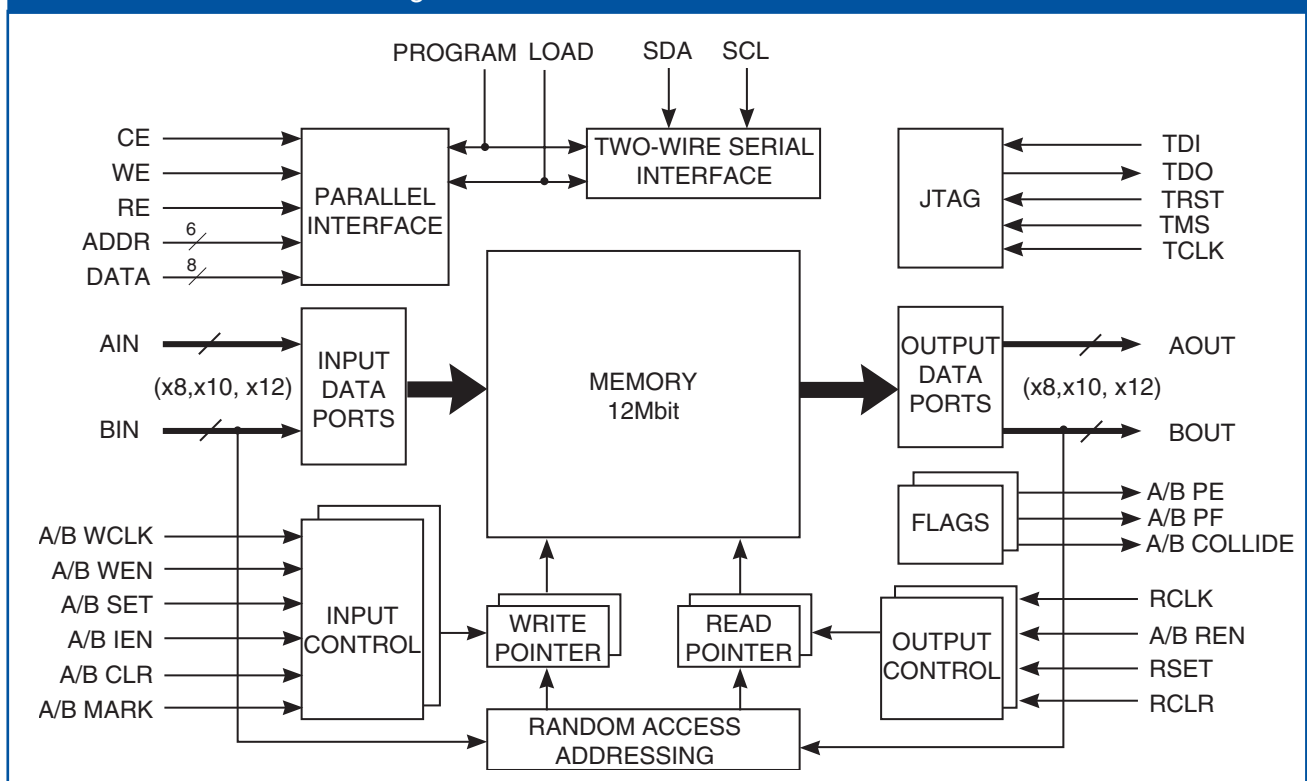 PROGRAM LOAD
SDA SCL
CE
WE
RE
ADDR 6
DATA 8
PARALLEL
INTERFACE
TWO-WIRE SERIAL
INTERFACE
JTAG
TDI
TDO
TRST
TMS
TCLK
AIN
(x8,x10, x12)
BIN
INPUT
DATA
PORTS
MEMORY
12Mbit
OUTPUT
DATA
PORTS
AOUT
(x8,x10, x12)
BOUT
FLAGS
A/B PE
A/B PF
A/B COLLIDE
A/B WCLK
A/B WEN
A/B SET
A/B IEN
A/B CLR
A/B MARK
INPUT
CONTROL
WRITE
POINTER
READ
POINTER
OUTPUT
CONTROL
RCLK
A/B REN
RSET
RCLR
RANDOM ACCESS
ADDRESSING